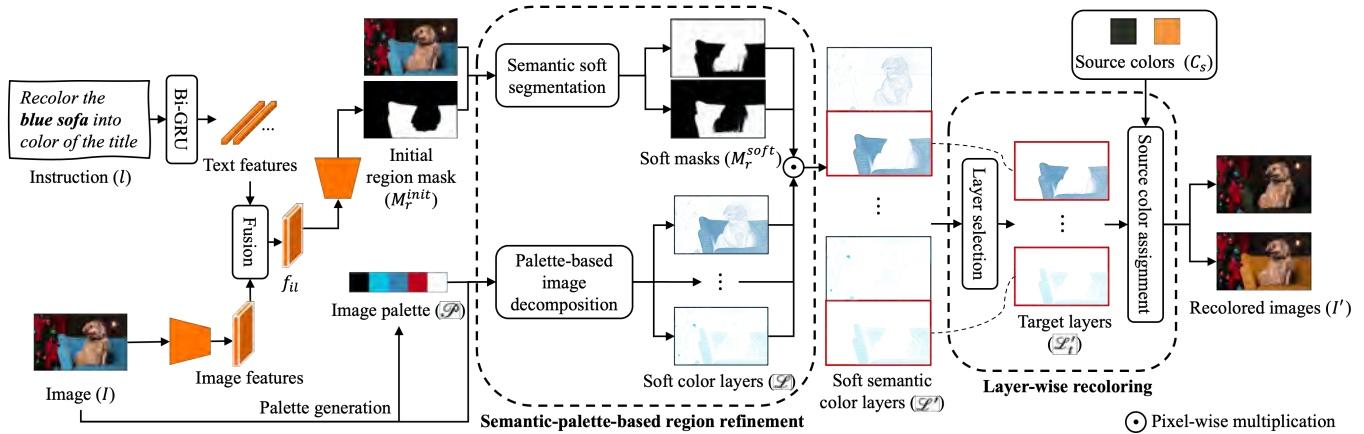 Recolor the
blue sofa into
color of the title
Instruction (l)
Bi-GRU
Text features
...
Fusion
f_il
Image (I)
Image features
Palette generation
Initial
region mask
(M_r^init)
Image palette (𝒫)
Semantic soft
segmentation
Soft masks (M_r^soft)
Palette-based
image
decomposition
...
Soft color layers (ℒ)
Semantic-palette-based region refinement
...
Soft semantic
color layers (ℒ')
Layer selection
...
Target layers
(ℒ'_t)
Layer-wise recoloring
Source colors (C_s)
Source color assignment
Recolored images (I')
Pixel-wise multiplication